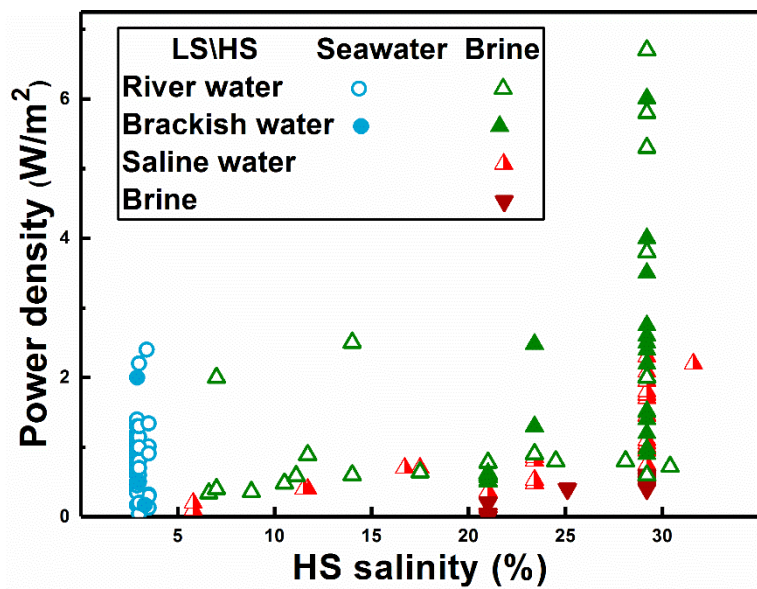 LS\HS Seawater Brine
River water
Brackish water
Saline water
Brine
Power density (W/m²)
6
4
2
0
5 10 15 20 25 30
HS salinity (%)